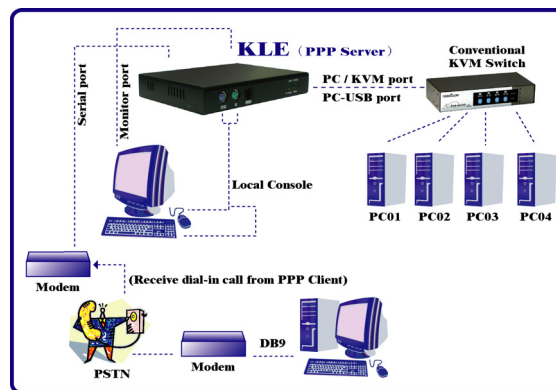 KLE (PPP Server)
Conventional
KVM Switch
Serial port
Monitor port
PC / KVM port
PC-USB port
Local Console
PC01 PC02 PC03 PC04
Modem
(Receive dial-in call from PPP Client)
PSTN
Modem
DB9